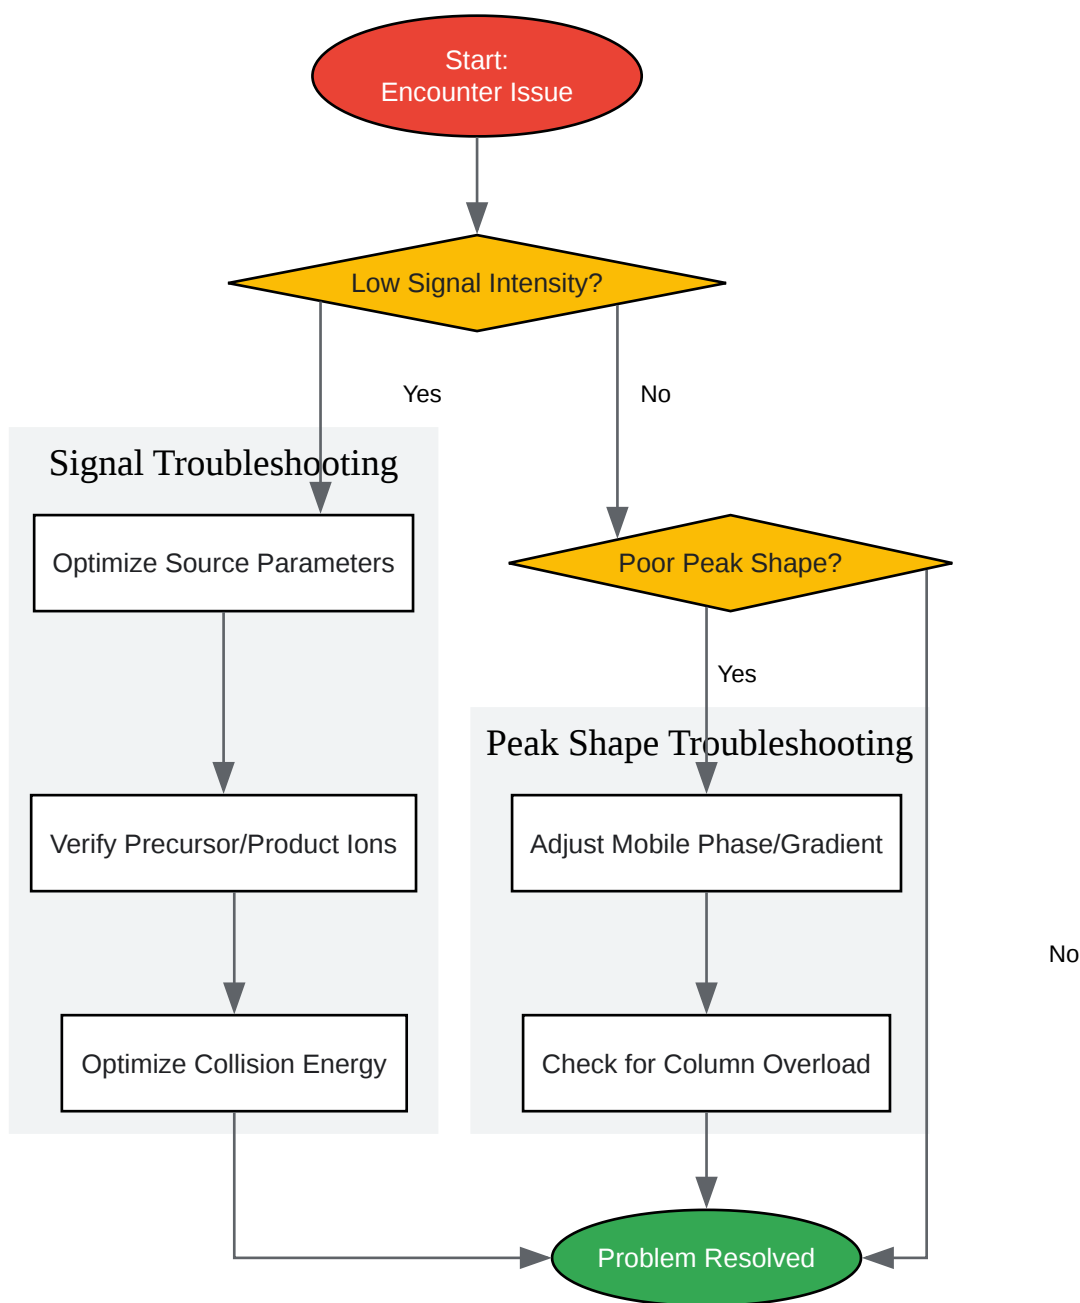 Start:
Encounter Issue
Low Signal Intensity?
Yes
No
Signal Troubleshooting
Optimize Source Parameters
Poor Peak Shape?
Yes
Peak Shape Troubleshooting
Verify Precursor/Product Ions
Adjust Mobile Phase/Gradient
No
Optimize Collision Energy
Check for Column Overload
Problem Resolved